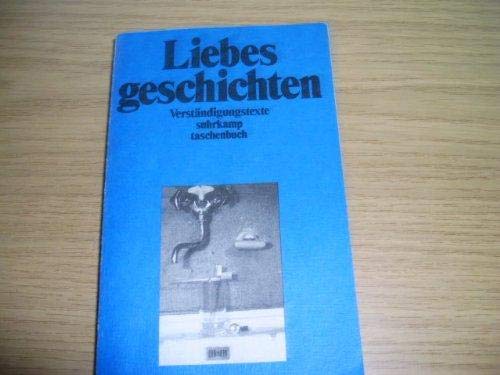 Liebes
geschichten
Verständigungstexte
suhrkamp
taschenbuch